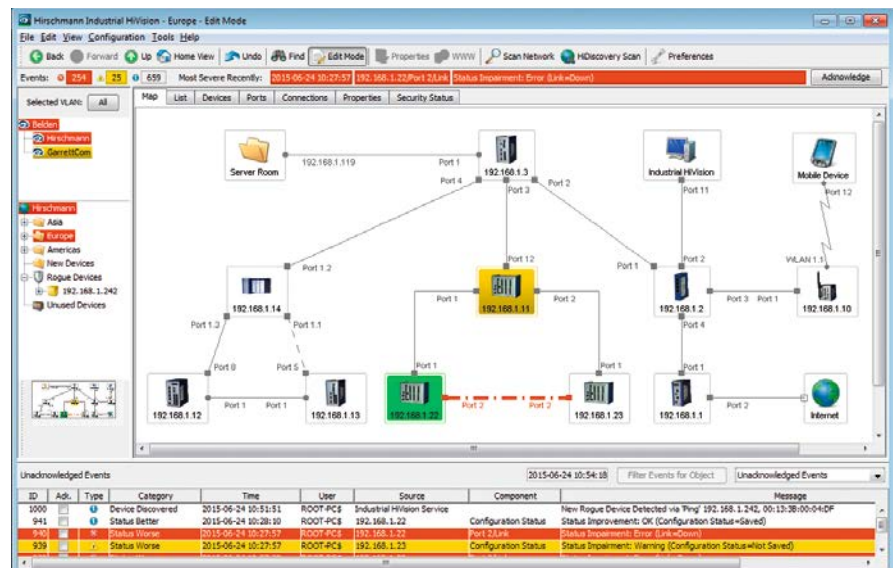 Hirschmann Industrial HiVision - Europe - Edit Mode
File Edit View Configuration Tools Help
Back Forward Up Home View Undo Find Edit Mode Properties WWW Scan Network HiDiscovery Scan Preferences
Events: 254 25 659 Most Severe Recently: 2015-06-24 10:27:57 192.168.1.22/Port 2/Link Status Impairment: Error (Link=Down) Acknowledge
Selected VLAN: All
Map List Devices Ports Connections Properties Security Status
Belden
Hirschmann
GarrettCom
Hirschmann
Asia
Europe
Americas
New Devices
Rogue Devices
192.168.1.242
Unused Devices
Server Room
192.168.1.119
Port 1
192.168.1.3
Port 4
Port 3
Port 2
Industrial HiVision
Port 11
Mobile Device
Port 12
Port 1.2
192.168.1.14
Port 1.3
Port 1.1
Port 12
192.168.1.11
Port 1
Port 2
Port 1
Port 2
192.168.1.2
Port 3
Port 1
Port 4
WLAN 1.1
192.168.1.10
Port 8
192.168.1.12
Port 1
Port 1
Port 5
192.168.1.13
Port 1
192.168.1.22
Port 2
Port 2
Port 1
192.168.1.23
Port 1
192.168.1.1
Port 2
Internet
Unacknowledged Events
2015-06-24 10:54:18
Filter Events for Object
Unacknowledged Events
ID Ack. Type Category Time User Source Component Message
1000 Device Discovered 2015-06-24 10:51:51 ROOT-PC$ Industrial HiVision Service New Rogue Device Detected via 'Ping' 192.168.1.242, 00:13:3B:00:04:DF
941 Status Better 2015-06-24 10:28:10 ROOT-PC$ 192.168.1.22 Configuration Status Status Improvement: OK (Configuration Status=Saved)
940 Status Worse 2015-06-24 10:27:57 ROOT-PC$ 192.168.1.22 Port 2/Link Status Impairment: Error (Link=Down)
939 Status Worse 2015-06-24 10:27:57 ROOT-PC$ 192.168.1.23 Configuration Status Status Impairment: Warning (Configuration Status=Not Saved)